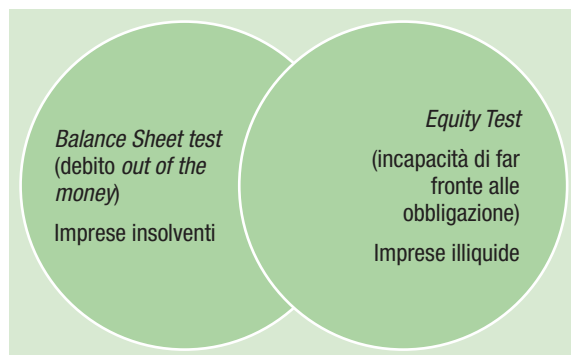 Balance Sheet test
(debito out of the
money)
Imprese insolventi
Equity Test
(incapacità di far
fronte alle
obbligazione)
Imprese illiquide